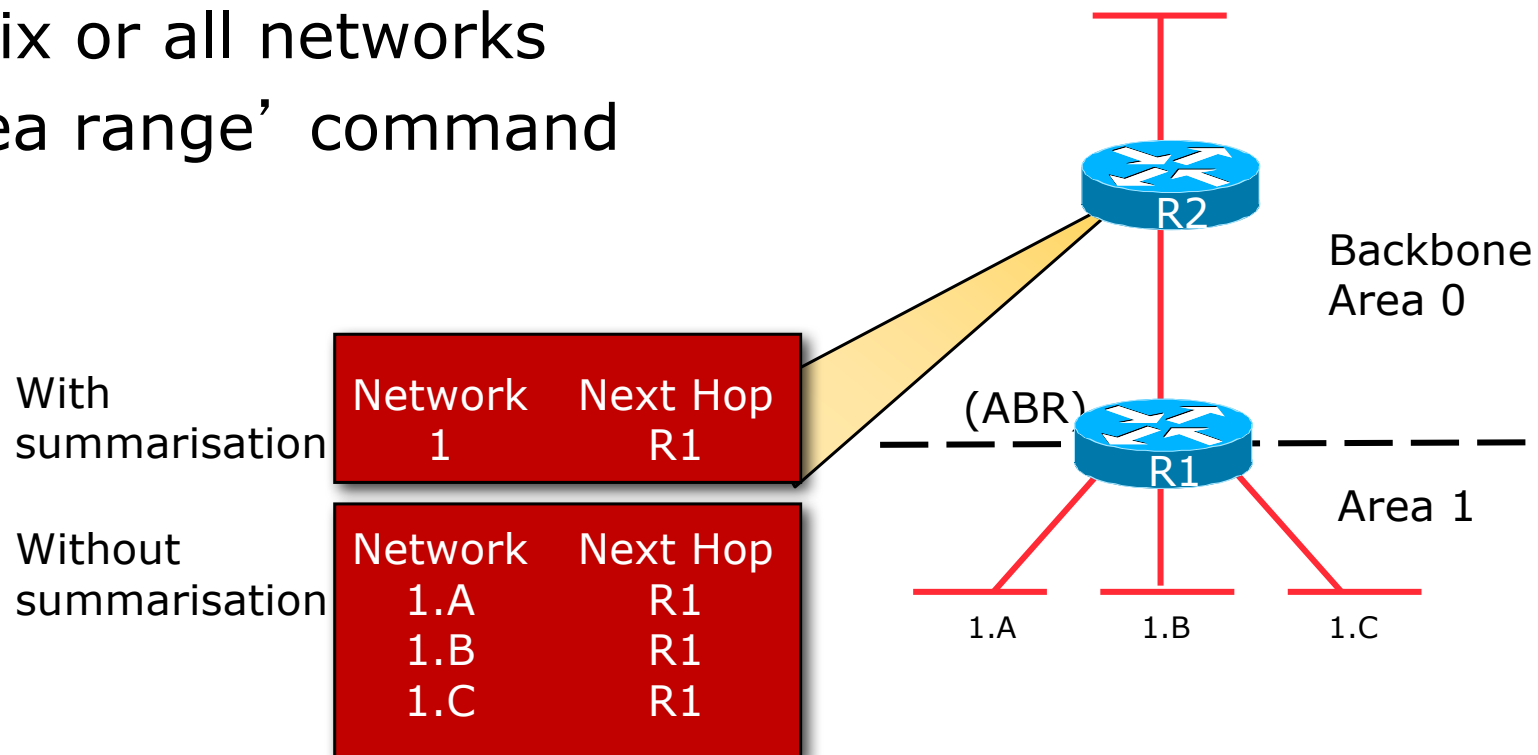 ix or all networks
ea range’ command
R2
Backbone
Area 0
With
summarisation
Network Next Hop
1 R1
(ABR)
R1
Area 1
Without
summarisation
Network Next Hop
1.A R1
1.B R1
1.C R1
1.A 1.B 1.C